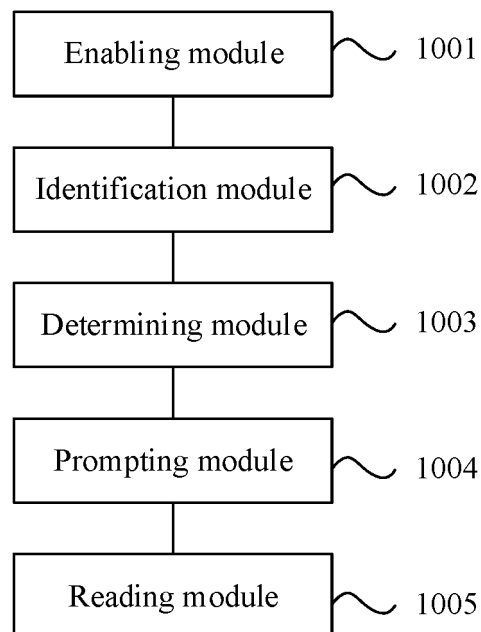 Enabling module 1001
Identification module 1002
Determining module 1003
Prompting module 1004
Reading module 1005